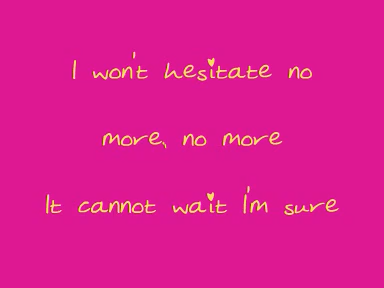 I won't hesitate no
more, no more
It cannot wait I'm sure